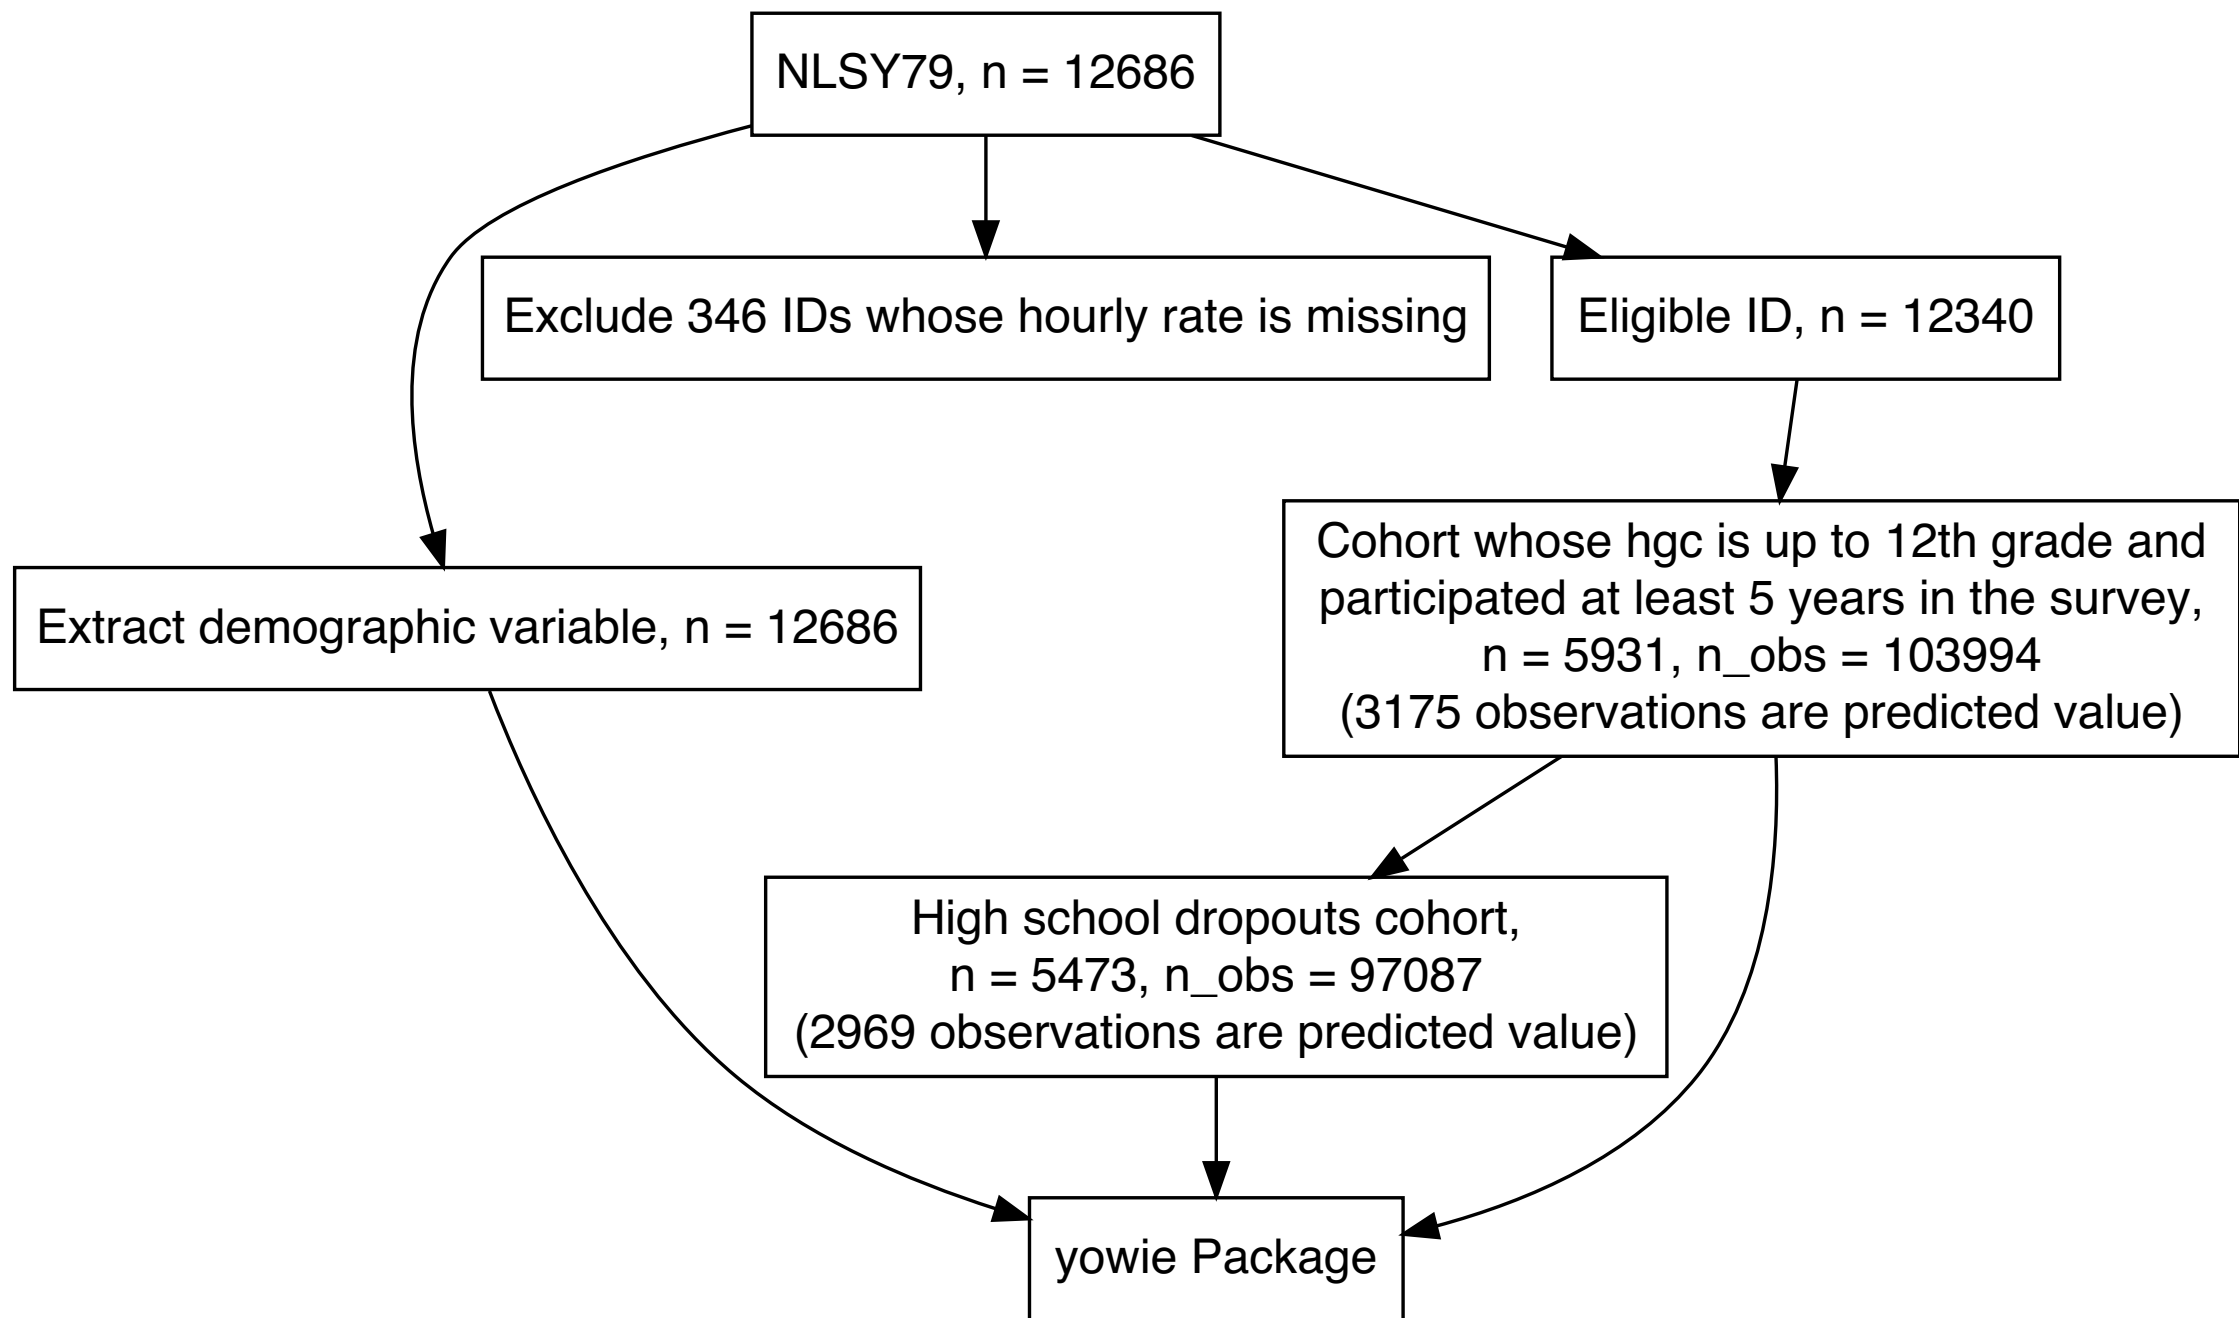 NLSY79, n = 12686
Exclude 346 IDs whose hourly rate is missing
Eligible ID, n = 12340
Extract demographic variable, n = 12686
Cohort whose hgc is up to 12th grade and
participated at least 5 years in the survey,
n = 5931, n_obs = 103994
(3175 observations are predicted value)
High school dropouts cohort,
n = 5473, n_obs = 97087
(2969 observations are predicted value)
yowie Package